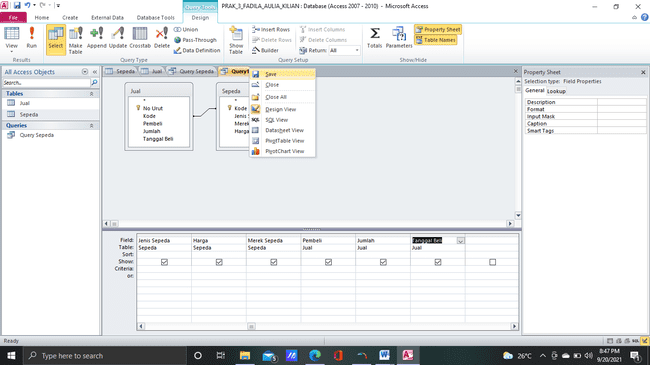 Query Tools
PRAK_3_FADILA_AULIA_KILIAN : Database (Access 2007 - 2010) - Microsoft Access
File Home Create External Data Database Tools Design
View Run Select Make Table Append Update Crosstab Delete
Union
Pass-Through
Data Definition
Show Table
Insert Rows
Delete Rows
Builder
Insert Columns
Delete Columns
Return: All
Totals Parameters
Property Sheet
Table Names
Results Query Type Query Setup Show/Hide
All Access Objects
Search...
Tables
Jual
Sepeda
Queries
Query Sepeda
Sepeda Jual Query Sepeda Query1
Save
Close
Close All
Design View
SQL SQL View
Datasheet View
PivotTable View
PivotChart View
Jual
*
No Urut
Kode
Pembeli
Jumlah
Tanggal Beli
Sepeda
*
Kode
Jenis S
Merek
Harga
Property Sheet
Selection type: Field Properties
General Lookup
Description
Format
Input Mask
Caption
Smart Tags
Field: Jenis Sepeda Harga Merek Sepeda Pembeli Jumlah Tanggal Beli
Table: Sepeda Sepeda Sepeda Jual Jual Jual
Sort:
Show:
Criteria:
or:
Ready
SQL
Type here to search
26°C
8:47 PM
9/20/2021